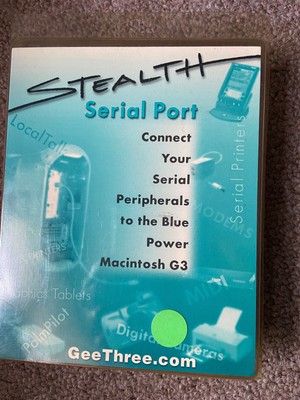 STEALTH
Serial Port
LocalTalk
Connect
Your
Serial
Peripherals
to the Blue
Power
Macintosh G3
Serial Printers
MODEMS
Tablets
PalmPilot
Digital Cameras
GeeThree.com